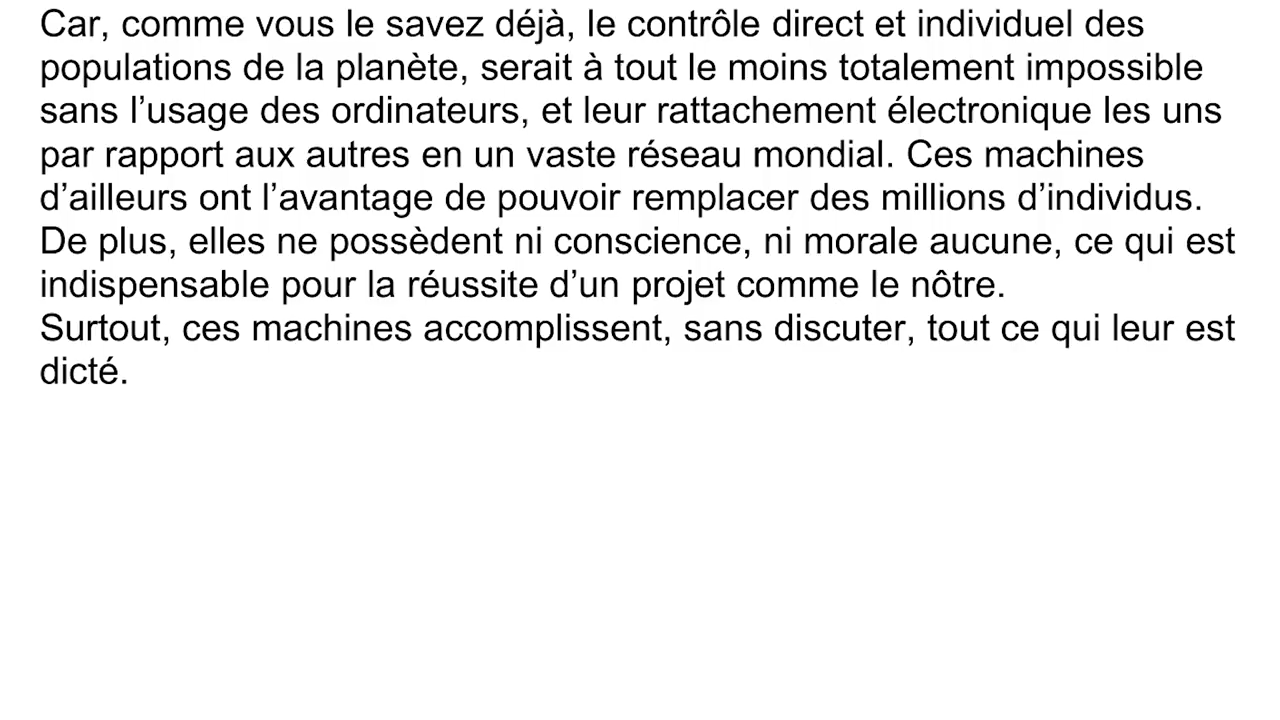 Car, comme vous le savez déjà, le contrôle direct et individuel des
populations de la planète, serait à tout le moins totalement impossible
sans l’usage des ordinateurs, et leur rattachement électronique les uns
par rapport aux autres en un vaste réseau mondial. Ces machines
d’ailleurs ont l’avantage de pouvoir remplacer des millions d’individus.
De plus, elles ne possèdent ni conscience, ni morale aucune, ce qui est
indispensable pour la réussite d’un projet comme le nôtre.
Surtout, ces machines accomplissent, sans discuter, tout ce qui leur est
dicté.